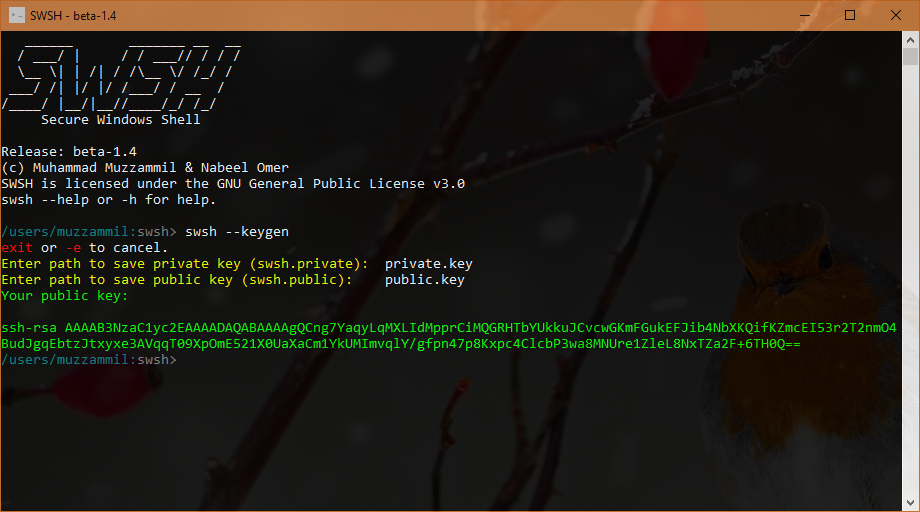 SWSH - beta-1.4
SWSH
Secure Windows Shell
Release: beta-1.4
(c) Muhammad Muzzammil & Nabeel Omer
SWSH is licensed under the GNU General Public License v3.0
swsh --help or -h for help.
/users/muzzammil:swsh> swsh --keygen
exit or -e to cancel.
Enter path to save private key (swsh.private): private.key
Enter path to save public key (swsh.public): public.key
Your public key:
ssh-rsa AAAAB3NzaC1yc2EAAAADAQABAAAAgQCng7YaqyLqMXLIdMpprCiMQGRHTbYUkkuJCvcwGKmFGukEFJib4NbXKQifKZmcEI53r2T2nmO4
BudJgqEbtzJtxyxe3AVqqT09XpOmE521X0UaXaCm1YkUMImvqlY/gfpn47p8Kxpc4ClcbP3wa8MNUre1ZleL8NxTZa2F+6TH0Q==
/users/muzzammil:swsh>